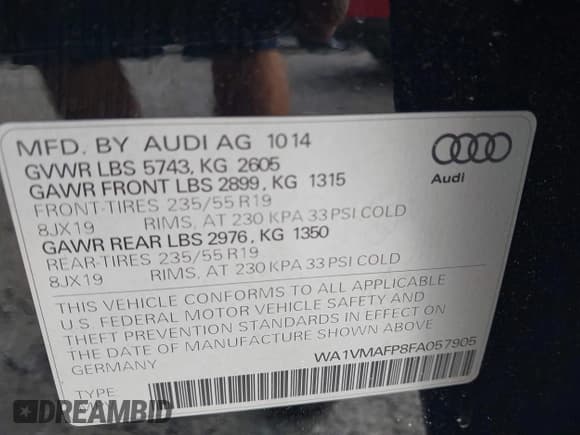 MFD. BY AUDI AG 10 14
GVWR LBS 5743, KG 2605
GAWR FRONT LBS 2899, KG 1315
FRONT-TIRES 235/55 R19
8JX19 RIMS, AT 230 KPA 33 PSI COLD
GAWR REAR LBS 2976, KG 1350
REAR-TIRES 235/55 R19
8JX19 RIMS, AT 230 KPA 33 PSI COLD
Audi
THIS VEHICLE CONFORMS TO ALL APPLICABLE
U.S. FEDERAL MOTOR VEHICLE SAFETY AND
THEFT PREVENTION STANDARDS IN EFFECT ON
THE DATE OF MANUFACTURE SHOWN ABOVE
GERMANY
WA1VMAFP8FA057905
TYPE
DREAMBID